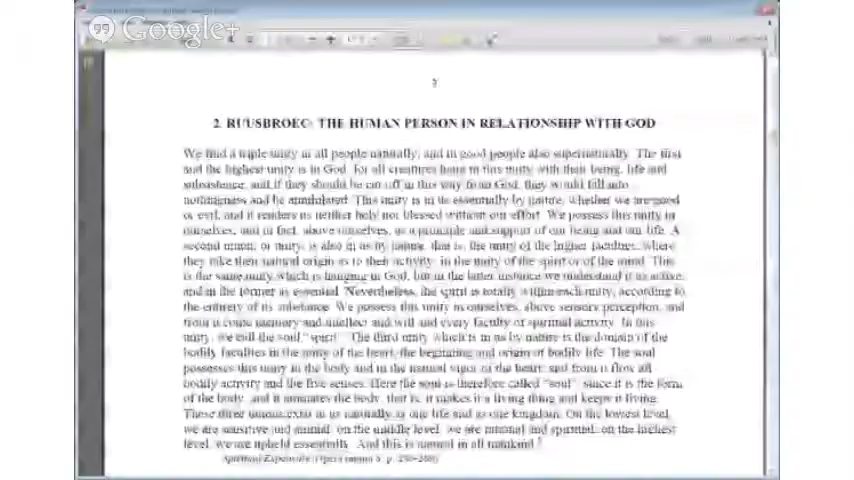 Google+
2. RUUSBROEC: THE HUMAN PERSON IN RELATIONSHIP WITH GOD
We find a triple unity in all people naturally, and in good people also supernaturally. The first
and the highest unity is in God, for all creatures hang in this unity with their being, life and
subsistence, and if they should be cut off in this way from God, they would fall into
nothingness and be annihilated. This unity is in us essentially by nature, whether we are good
or evil, and it renders us neither holy nor blessed without our effort. We possess this unity in
ourselves, and in fact, above ourselves, as a principle and support of our being and our life. A
second union, or unity, is also in us by nature, that is, the unity of the higher faculties, where
they take their natural origin as to their activity: in the unity of the spirit or of the mind. This
is the same unity which is hanging in God, but in the latter instance we understand it as active,
and in the former as essential. Nevertheless, the spirit is totally within each unity, according to
the entirety of its substance. We possess this unity in ourselves, above sensory perception, and
from it come memory and intellect and will and every faculty of spiritual activity. In this
unity, we call the soul "spirit". The third unity which is in us by nature is the domain of the
bodily faculties in the unity of the heart, the beginning and origin of bodily life. The soul
possesses this unity in the body and in the natural vigor of the heart, and from it flow all
bodily activity and the five senses. Here the soul is therefore called "soul", since it is the form
of the body, and it animates the body, that is, it makes it a living thing and keeps it living.
These three unities exist in us naturally as one life and as one kingdom. On the lowest level,
we are sensitive and animal; on the middle level, we are rational and spiritual; on the highest
level, we are upheld essentially. And this is natural in all mankind.